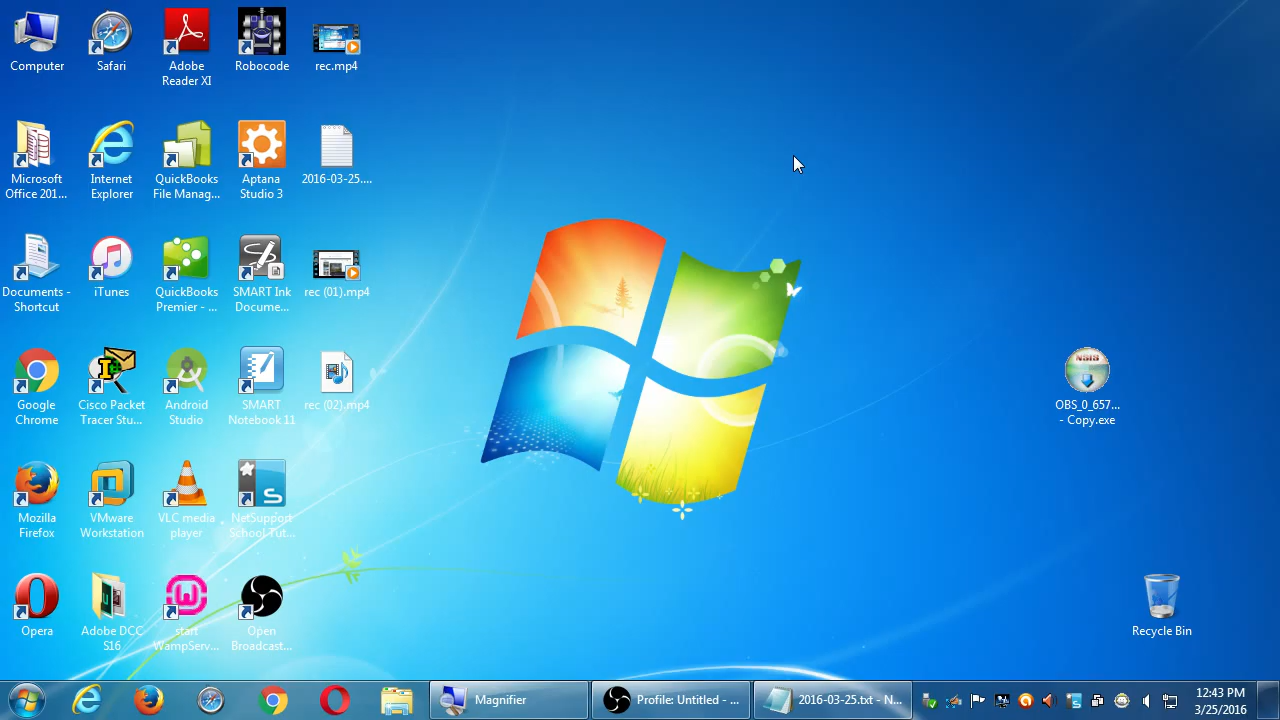 Computer
Safari
Adobe
Reader XI
Robocode
rec.mp4
Microsoft
Office 201...
Internet
Explorer
QuickBooks
File Manag...
Aptana
Studio 3
2016-03-25....
Documents -
Shortcut
iTunes
QuickBooks
Premier - ...
SMART Ink
Docume...
rec (01).mp4
Google
Chrome
Cisco Packet
Tracer Stu...
Android
Studio
SMART
Notebook 11
rec (02).mp4
NSIS
OBS_0_657...
- Copy.exe
Mozilla
Firefox
VMware
Workstation
VLC media
player
NetSupport
School Tut...
Opera
Adobe DCC
S16
start
WampServ...
Open
Broadcast...
Recycle Bin
Magnifier
Profile: Untitled - ...
2016-03-25.txt - N...
12:43 PM
3/25/2016